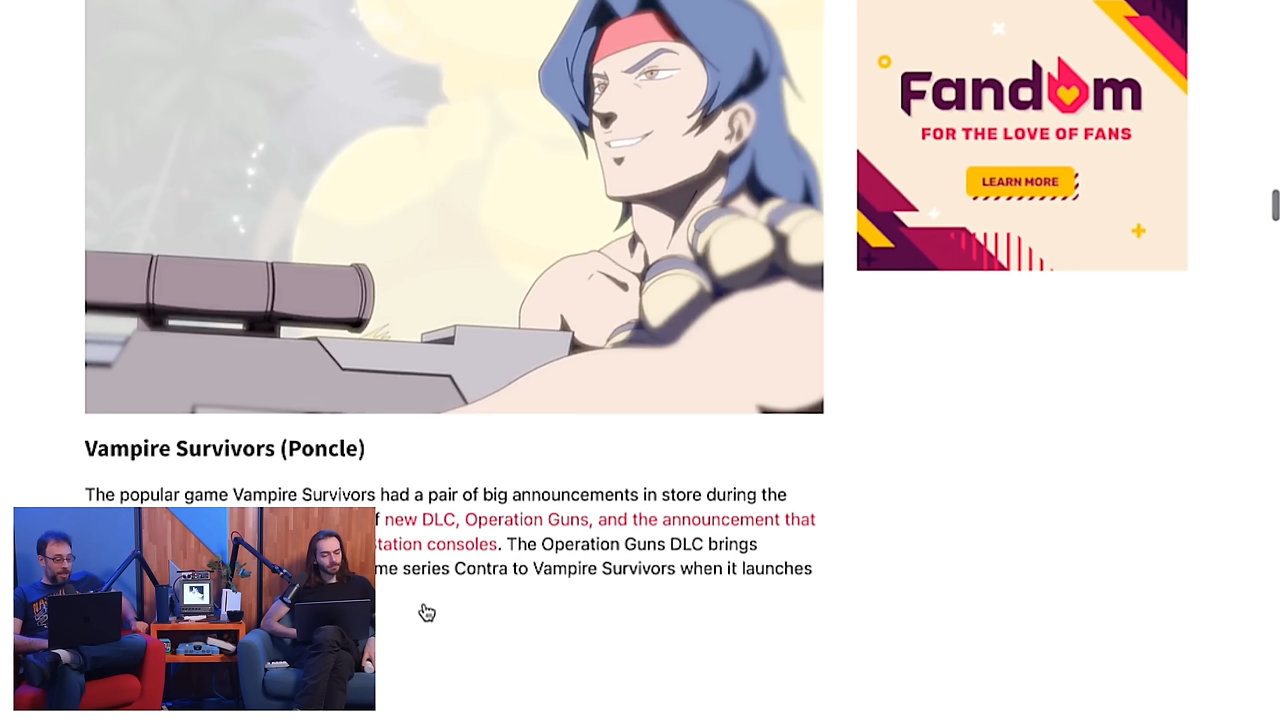 Fandom
FOR THE LOVE OF FANS
LEARN MORE
Vampire Survivors (Poncle)
The popular game Vampire Survivors had a pair of big announcements in store during the
new DLC, Operation Guns, and the announcement that
station consoles. The Operation Guns DLC brings
me series Contra to Vampire Survivors when it launches